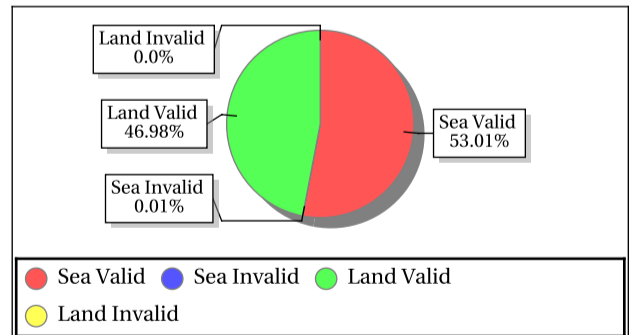 Land Invalid
0.0%
Land Valid
46.98%
Sea Valid
53.01%
Sea Invalid
0.01%
Sea Valid Sea Invalid Land Valid
Land Invalid